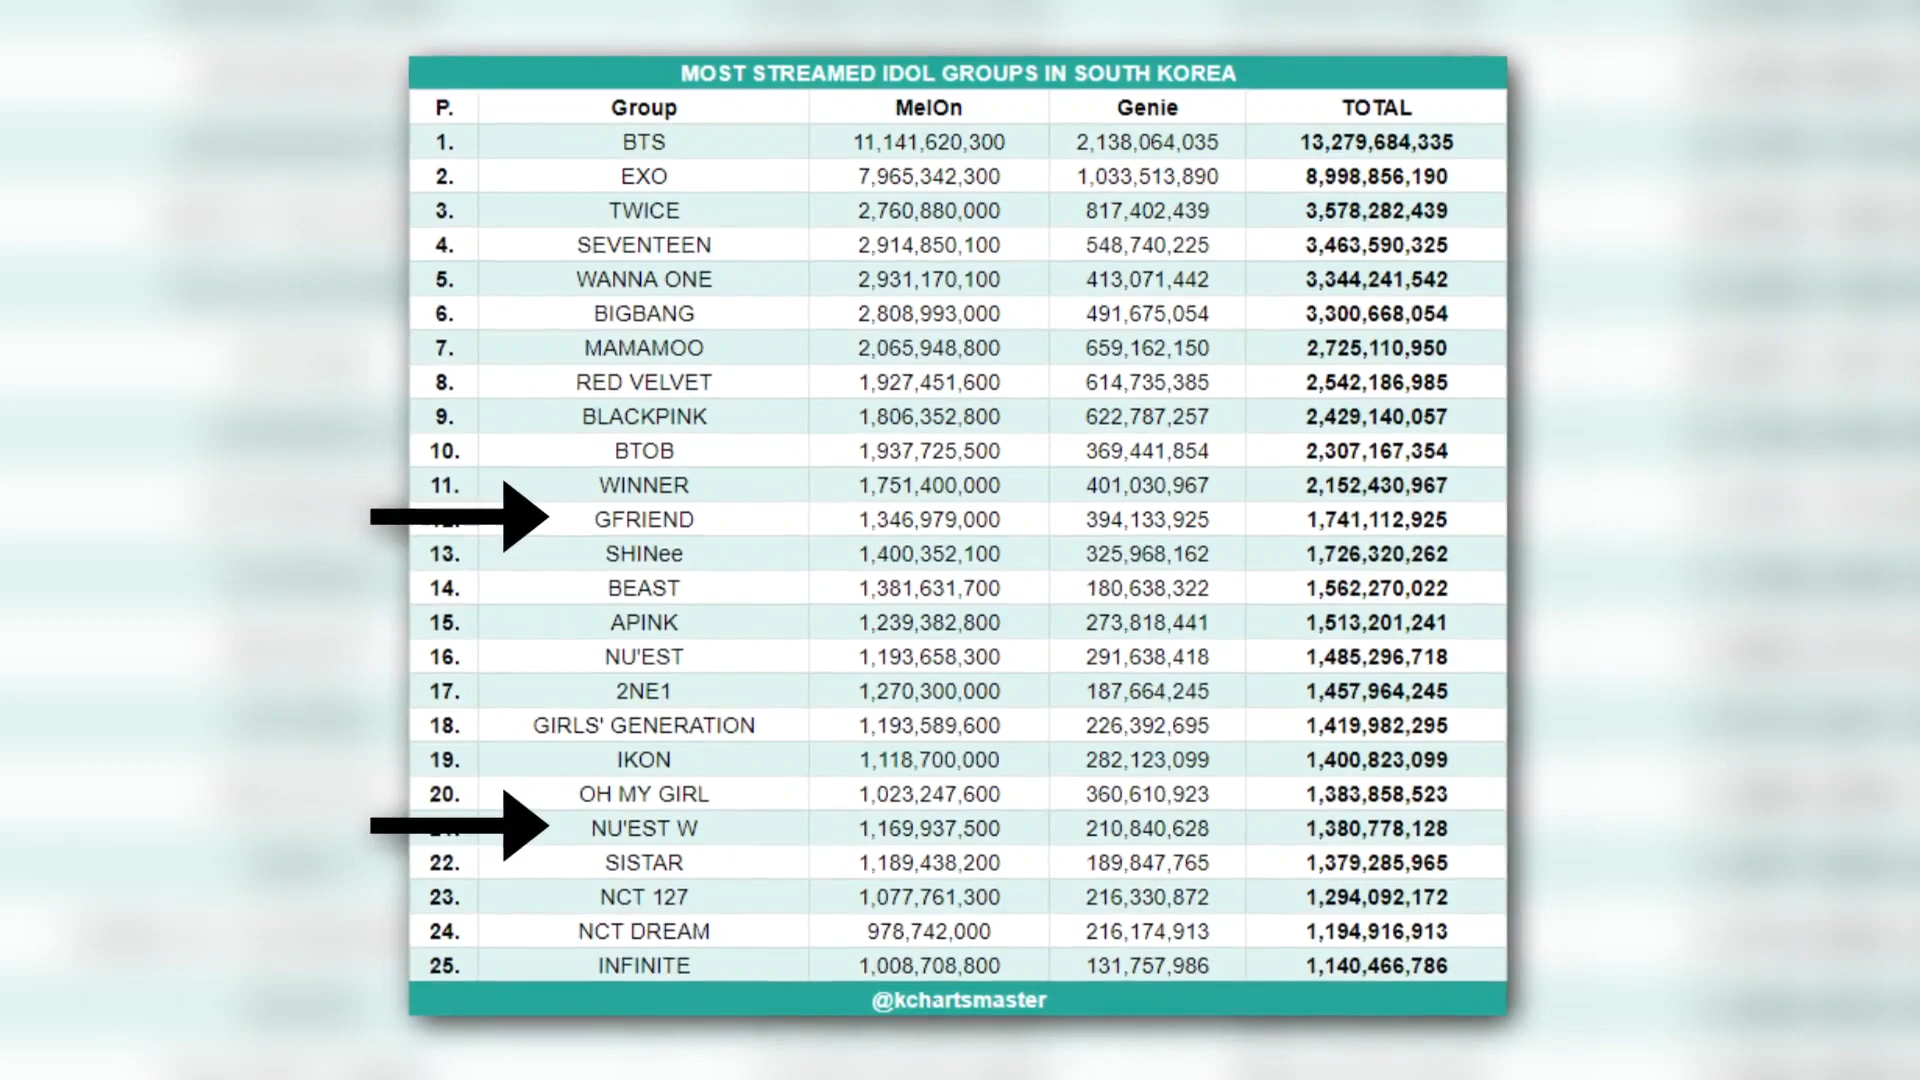 MOST STREAMED IDOL GROUPS IN SOUTH KOREA
P. Group MelOn Genie TOTAL
1. BTS 11,141,620,300 2,138,064,035 13,279,684,335
2. EXO 7,965,342,300 1,033,513,890 8,998,856,190
3. TWICE 2,760,880,000 817,402,439 3,578,282,439
4. SEVENTEEN 2,914,850,100 548,740,225 3,463,590,325
5. WANNA ONE 2,931,170,100 413,071,442 3,344,241,542
6. BIGBANG 2,808,993,000 491,675,054 3,300,668,054
7. MAMAMOO 2,065,948,800 659,162,150 2,725,110,950
8. RED VELVET 1,927,451,600 614,735,385 2,542,186,985
9. BLACKPINK 1,806,352,800 622,787,257 2,429,140,057
10. BTOB 1,937,725,500 369,441,854 2,307,167,354
11. WINNER 1,751,400,000 401,030,967 2,152,430,967
GFRIEND 1,346,979,000 394,133,925 1,741,112,925
13. SHINee 1,400,352,100 325,968,162 1,726,320,262
14. BEAST 1,381,631,700 180,638,322 1,562,270,022
15. APINK 1,239,382,800 273,818,441 1,513,201,241
16. NU'EST 1,193,658,300 291,638,418 1,485,296,718
17. 2NE1 1,270,300,000 187,664,245 1,457,964,245
18. GIRLS' GENERATION 1,193,589,600 226,392,695 1,419,982,295
19. IKON 1,118,700,000 282,123,099 1,400,823,099
20. OH MY GIRL 1,023,247,600 360,610,923 1,383,858,523
NU'EST W 1,169,937,500 210,840,628 1,380,778,128
22. SISTAR 1,189,438,200 189,847,765 1,379,285,965
23. NCT 127 1,077,761,300 216,330,872 1,294,092,172
24. NCT DREAM 978,742,000 216,174,913 1,194,916,913
25. INFINITE 1,008,708,800 131,757,986 1,140,466,786
@kchartsmaster